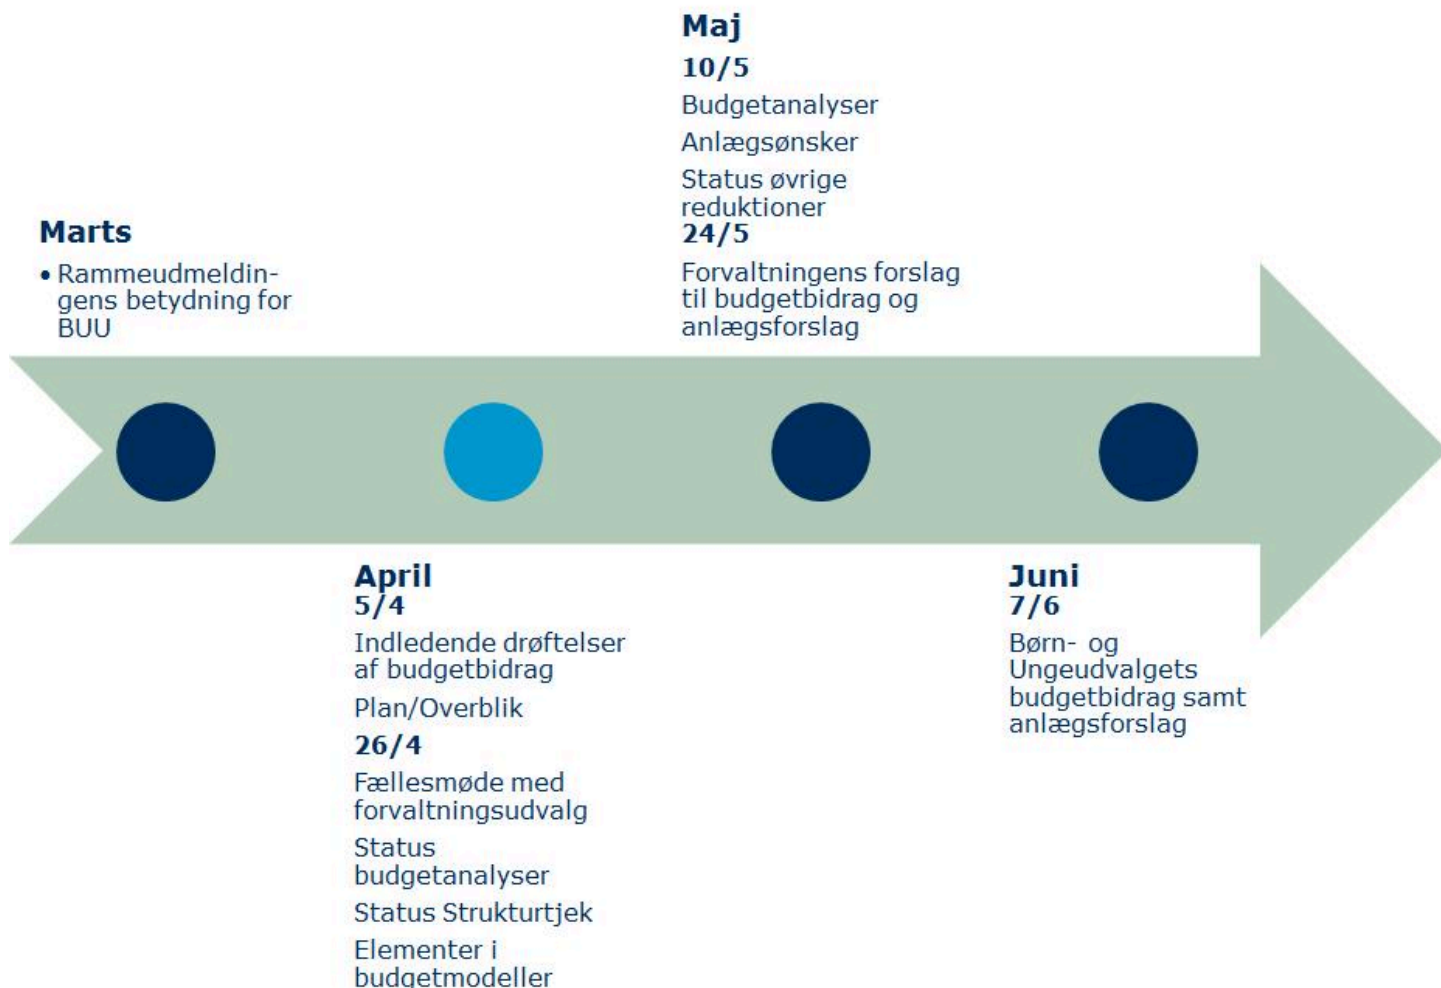 Marts
• Rammeudmeldin-
gens betydning for
BUU
April
5/4
Indledende drøftelser
af budgetbidrag
Plan/Overblik
26/4
Fællesmøde med
forvaltningsudvalg
Status
budgetanalyser
Status Strukturtjek
Elementer i
budgetmodeller
Maj
10/5
Budgetanalyser
Anlægsønsker
Status øvrige
reduktioner
24/5
Forvaltningens forslag
til budgetbidrag og
anlægsforslag
Juni
7/6
Børn- og
Ungeudvalgets
budgetbidrag samt
anlægsforslag